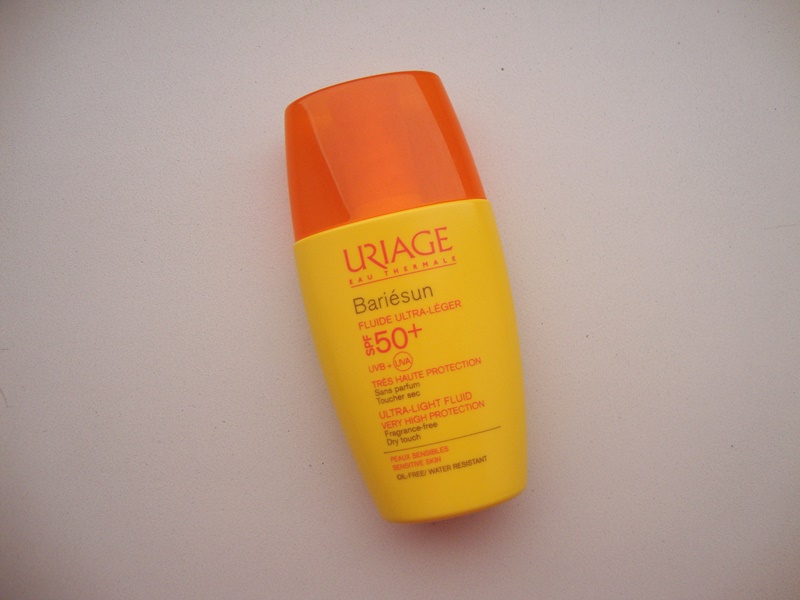 URIAGE
EAU THERMALE
Bariésun
FLUIDE ULTRA-LÉGER
SPF 50+
UVB + UVA
TRÈS HAUTE PROTECTION
Sans parfum
Toucher sec
ULTRA-LIGHT FLUID
VERY HIGH PROTECTION
Fragrance-free
Dry touch
PEAUX SENSIBLES
SENSITIVE SKIN
OIL-FREE/ WATER RESISTANT